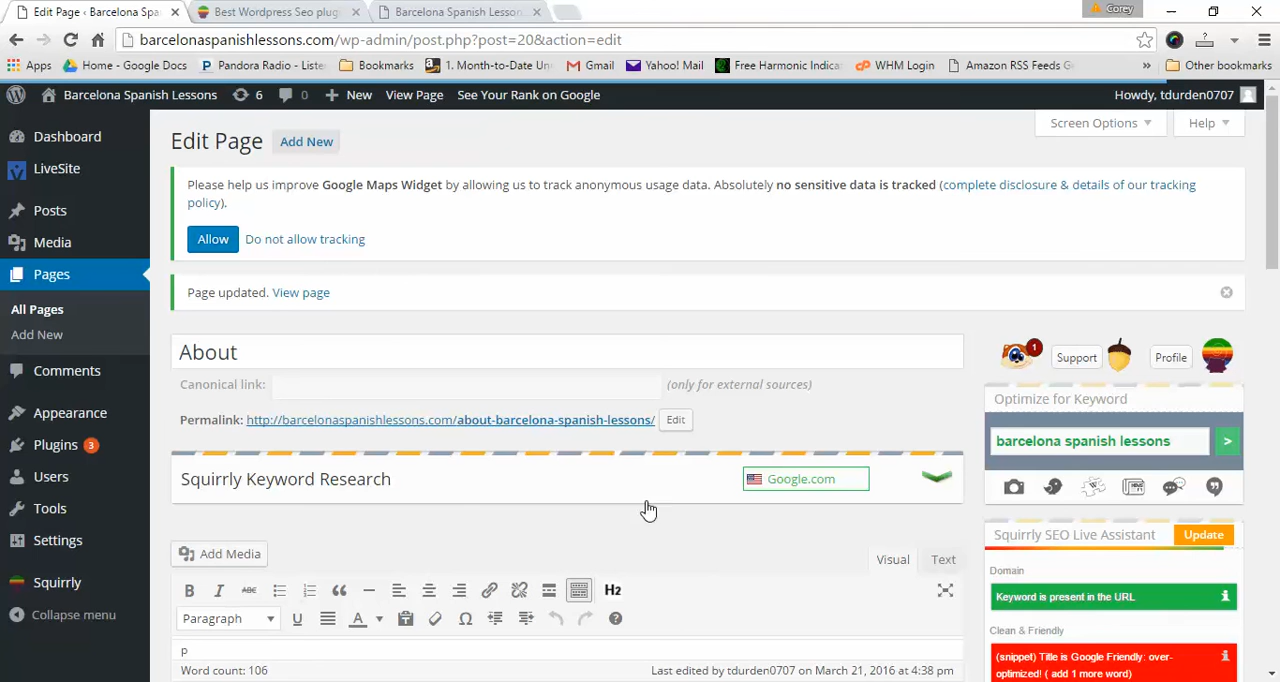 Edit Page ‹ Barcelona Spa
Best Wordpress Seo plug
Barcelona Spanish Lesson
Corey
barcelonaspanishlessons.com/wp-admin/post.php?post=20&action=edit
Apps
Home - Google Docs
Pandora Radio - Liste
Bookmarks
1. Month-to-Date Un
Gmail
Yahoo! Mail
Free Harmonic Indica
WHM Login
Amazon RSS Feeds G
»
Other bookmarks
Barcelona Spanish Lessons
6
0
New
View Page
See Your Rank on Google
Howdy, tdurden0707
Dashboard
LiveSite
Posts
Media
Pages
All Pages
Add New
Comments
Appearance
Plugins 3
Users
Tools
Settings
Squirrly
Collapse menu
Edit Page
Add New
Screen Options
Help
Please help us improve Google Maps Widget by allowing us to track anonymous usage data. Absolutely no sensitive data is tracked (complete disclosure & details of our tracking
policy).
Allow
Do not allow tracking
Page updated. View page
About
Canonical link:
(only for external sources)
Permalink: http://barcelonaspanishlessons.com/about-barcelona-spanish-lessons/
Edit
Squirrly Keyword Research
Google.com
Add Media
Visual
Text
B
I
ABC
H2
Paragraph
U
A
Ω
?
p
Word count: 106
Last edited by tdurden0707 on March 21, 2016 at 4:38 pm
1
Support
Profile
Optimize for Keyword
barcelona spanish lessons
>
Squirrly SEO Live Assistant
Update
Domain
Keyword is present in the URL
Clean & Friendly
(snippet) Title is Google Friendly: over-
optimized! ( add 1 more word)